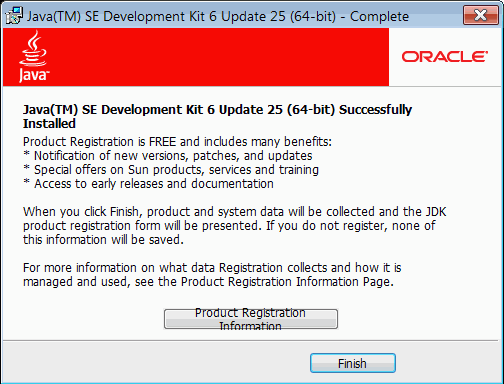 Java(TM) SE Development Kit 6 Update 25 (64-bit) - Complete
Java™
ORACLE®
Java(TM) SE Development Kit 6 Update 25 (64-bit) Successfully
Installed
Product Registration is FREE and includes many benefits:
* Notification of new versions, patches, and updates
* Special offers on Sun products, services and training
* Access to early releases and documentation
When you click Finish, product and system data will be collected and the JDK
product registration form will be presented. If you do not register, none of
this information will be saved.
For more information on what data Registration collects and how it is
managed and used, see the Product Registration Information Page.
Product Registration
Information
Finish